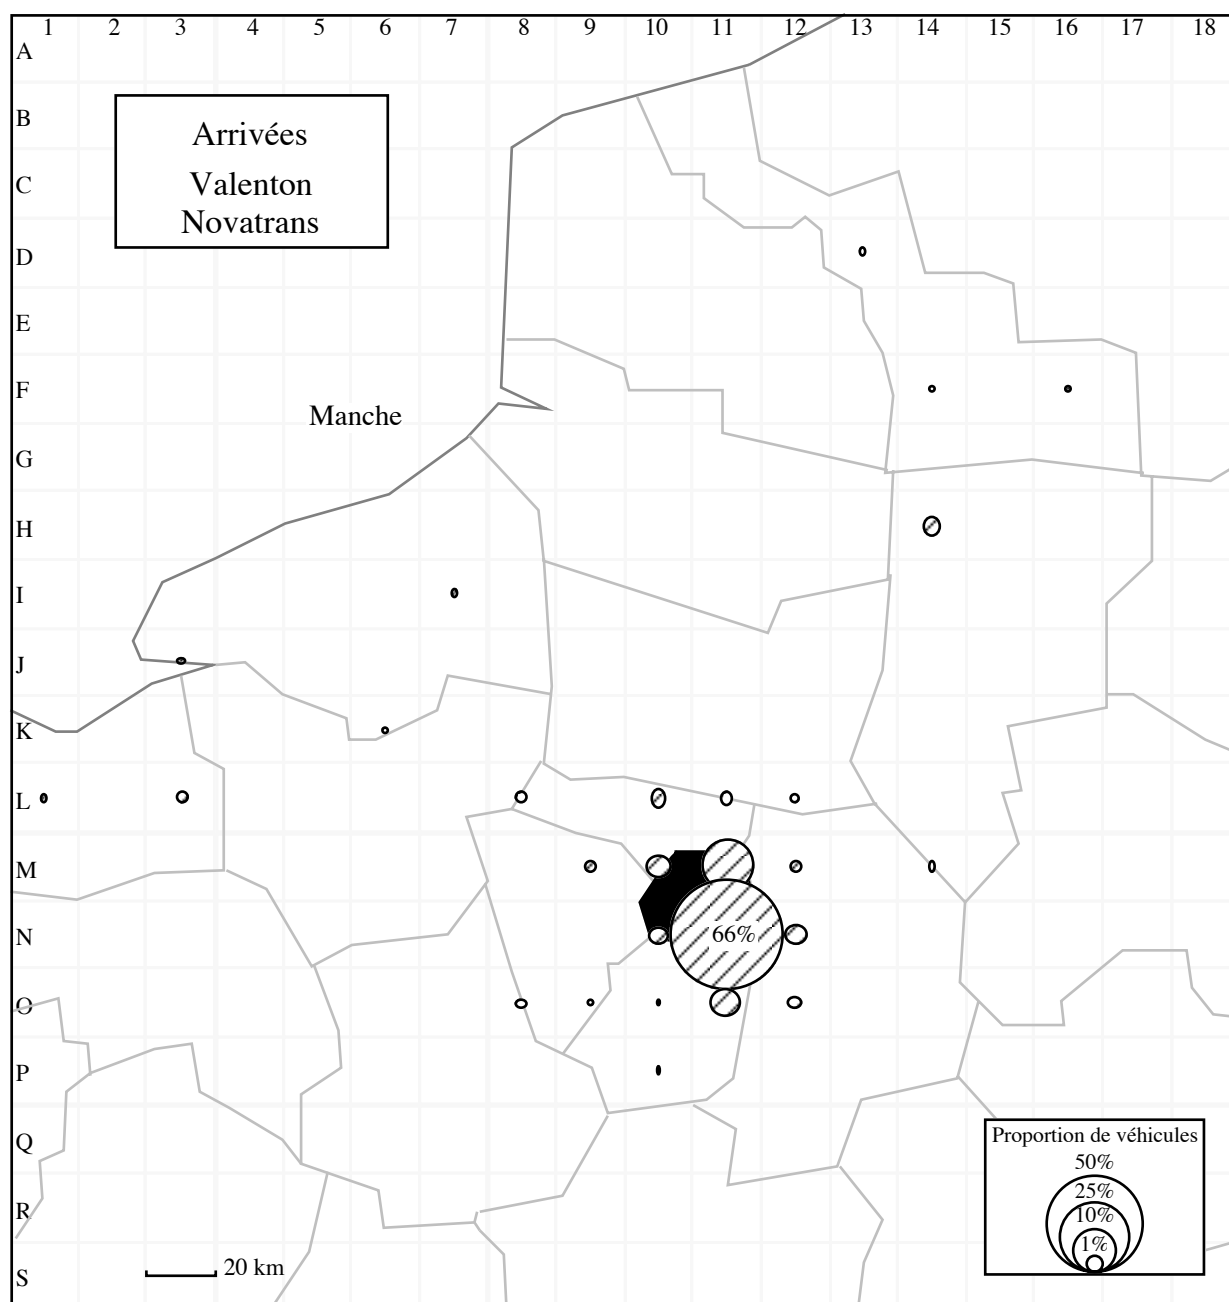 1 2 3 4 5 6 7 8 9 10 11 12 13 14 15 16 17 18
A
B
Arrivées
Valenton
C
Novatrans
D
E
F
Manche
G
H
I
J
K
L
M
N
66%
O
P
Q
Proportion de véhicules
50%
25%
R
10%
1%
20 km
S